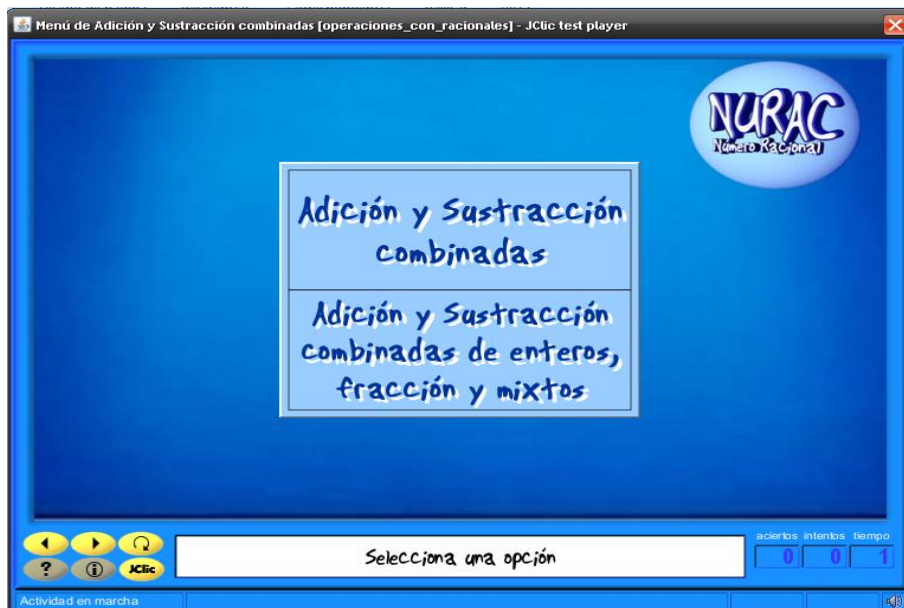 Menú de Adición y Sustracción combinadas [operaciones_con_racionales] - JClic test player
NURAC
Número Racional
Adición y Sustracción
combinadas
Adición y Sustracción
combinadas de enteros,
fracción y mixtos
aciertos intentos tiempo
? i JClic
Selecciona una opción
0 0 1
Actividad en marcha